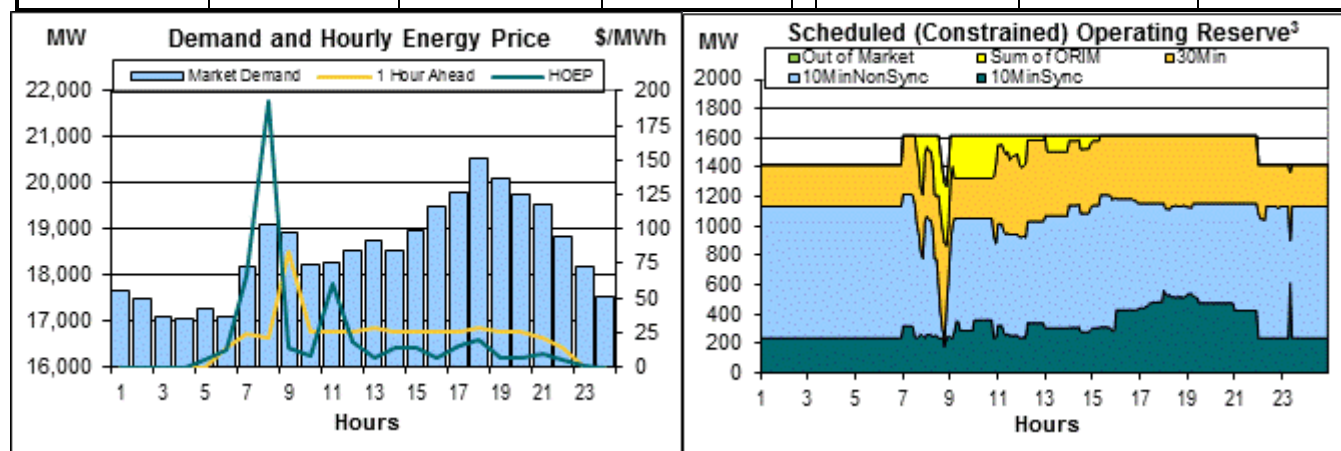 MW Demand and Hourly Energy Price $/MWh
Market Demand 1 Hour Ahead HOEP
22,000 200
175
21,000
150
20,000
125
19,000 100
75
18,000
50
17,000
25
16,000 0
1 3 5 7 9 11 13 15 17 19 21 23
Hours
Scheduled (Constrained) Operating Reserve³
MW
Out of Market Sum of ORIM 30Min
10MinNonSync 10MinSync
2000
1800
1600
1400
1200
1000
800
600
400
200
0
1 3 5 7 9 11 13 15 17 19 21 23
Hours